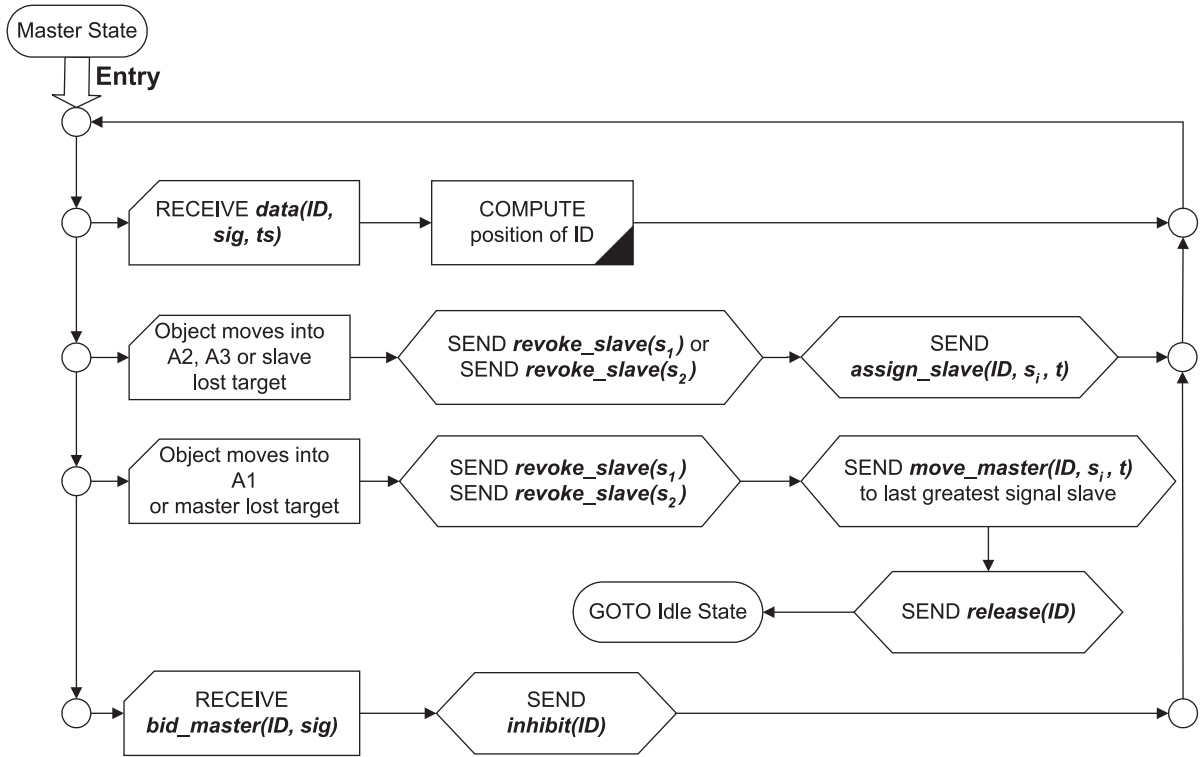 Master State
Entry
RECEIVE data(ID,
sig, ts)
COMPUTE
position of ID
Object moves into
A2, A3 or slave
lost target
SEND revoke_slave(s1) or
SEND revoke_slave(s2)
SEND
assign_slave(ID, si, t)
Object moves into
A1
or master lost target
SEND revoke_slave(s1)
SEND revoke_slave(s2)
SEND move_master(ID, si, t)
to last greatest signal slave
GOTO Idle State
SEND release(ID)
RECEIVE
bid_master(ID, sig)
SEND
inhibit(ID)